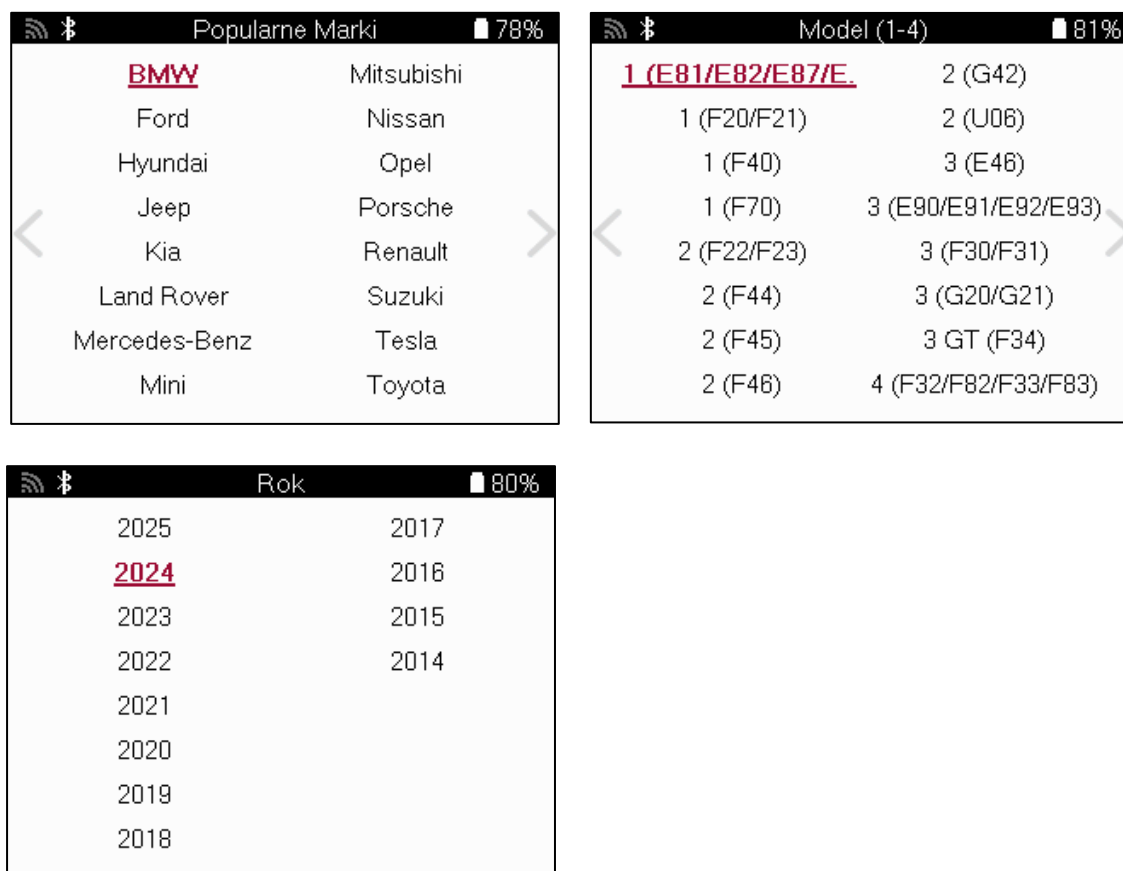 Popularne Marki 78%
BMW Mitsubishi
Ford Nissan
Hyundai Opel
Jeep Porsche
Kia Renault
Land Rover Suzuki
Mercedes-Benz Tesla
Mini Toyota
Model (1-4) 81%
1 (E81/E82/E87/E. 2 (G42)
1 (F20/F21) 2 (U06)
1 (F40) 3 (E46)
1 (F70) 3 (E90/E91/E92/E93)
2 (F22/F23) 3 (F30/F31)
2 (F44) 3 (G20/G21)
2 (F45) 3 GT (F34)
2 (F46) 4 (F32/F82/F33/F83)
Rok 80%
2025 2017
2024 2016
2023 2015
2022 2014
2021
2020
2019
2018